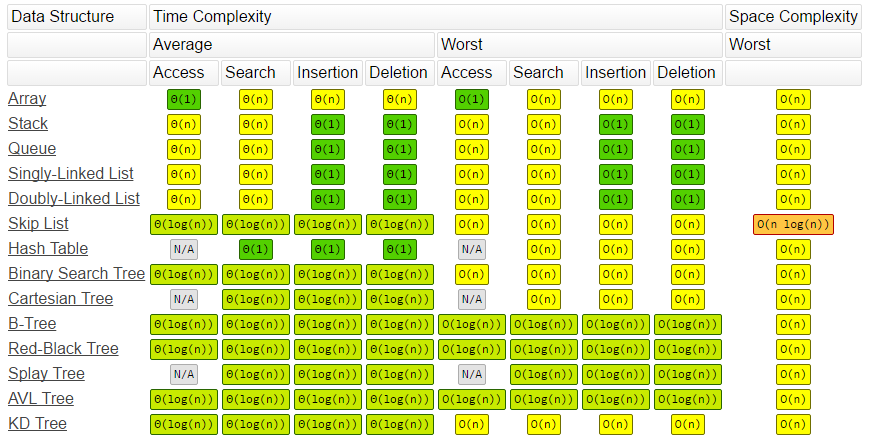 Data Structure Time Complexity Space Complexity
Average Worst Worst
Access Search Insertion Deletion Access Search Insertion Deletion
Array Θ(1) Θ(n) Θ(n) Θ(n) O(1) O(n) O(n) O(n) O(n)
Stack Θ(n) Θ(n) Θ(1) Θ(1) O(n) O(n) O(1) O(1) O(n)
Queue Θ(n) Θ(n) Θ(1) Θ(1) O(n) O(n) O(1) O(1) O(n)
Singly-Linked List Θ(n) Θ(n) Θ(1) Θ(1) O(n) O(n) O(1) O(1) O(n)
Doubly-Linked List Θ(n) Θ(n) Θ(1) Θ(1) O(n) O(n) O(1) O(1) O(n)
Skip List Θ(log(n)) Θ(log(n)) Θ(log(n)) Θ(log(n)) O(n) O(n) O(n) O(n) O(n log(n))
Hash Table N/A Θ(1) Θ(1) Θ(1) N/A O(n) O(n) O(n) O(n)
Binary Search Tree Θ(log(n)) Θ(log(n)) Θ(log(n)) Θ(log(n)) O(n) O(n) O(n) O(n) O(n)
Cartesian Tree N/A Θ(log(n)) Θ(log(n)) Θ(log(n)) N/A O(n) O(n) O(n) O(n)
B-Tree Θ(log(n)) Θ(log(n)) Θ(log(n)) Θ(log(n)) O(log(n)) O(log(n)) O(log(n)) O(log(n)) O(n)
Red-Black Tree Θ(log(n)) Θ(log(n)) Θ(log(n)) Θ(log(n)) O(log(n)) O(log(n)) O(log(n)) O(log(n)) O(n)
Splay Tree N/A Θ(log(n)) Θ(log(n)) Θ(log(n)) N/A O(log(n)) O(log(n)) O(log(n)) O(n)
AVL Tree Θ(log(n)) Θ(log(n)) Θ(log(n)) Θ(log(n)) O(log(n)) O(log(n)) O(log(n)) O(log(n)) O(n)
KD Tree Θ(log(n)) Θ(log(n)) Θ(log(n)) Θ(log(n)) O(n) O(n) O(n) O(n) O(n)